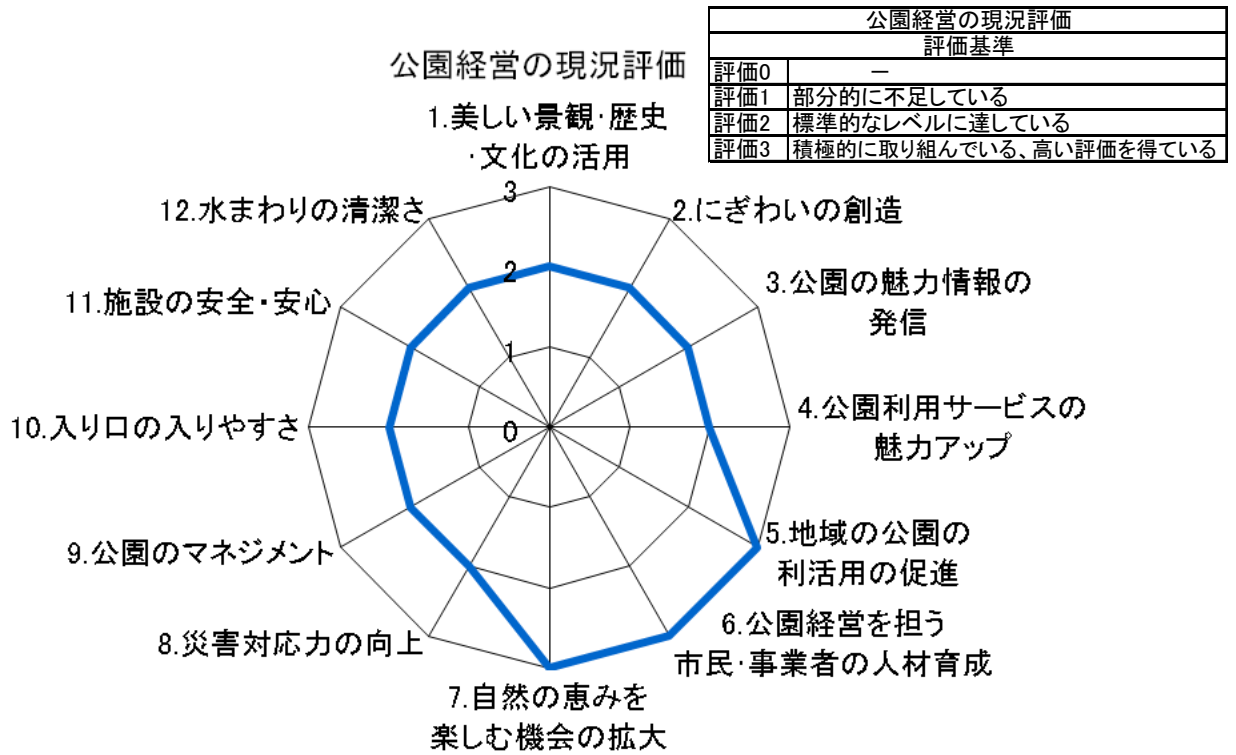 公園経営の現況評価
評価基準
評価0 －
評価1 部分的に不足している
評価2 標準的なレベルに達している
評価3 積極的に取り組んでいる、高い評価を得ている
公園経営の現況評価
1.美しい景観・歴史
・文化の活用
2.にぎわいの創造
3.公園の魅力情報の
発信
4.公園利用サービスの
魅力アップ
5.地域の公園の
利活用の促進
6.公園経営を担う
市民・事業者の人材育成
7.自然の恵みを
楽しむ機会の拡大
8.災害対応力の向上
9.公園のマネジメント
10.入り口の入りやすさ
11.施設の安全・安心
12.水まわりの清潔さ
3
2
1
0